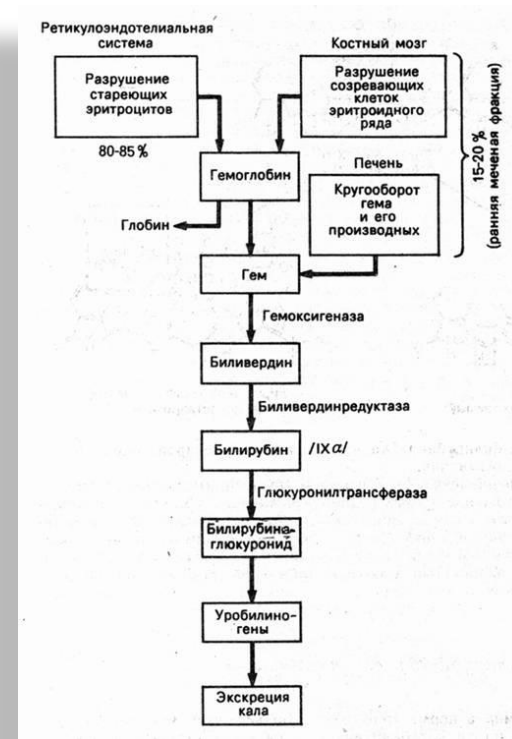 Ретикулоэндотелиальная
система
Костный мозг
Разрушение
стареющих
эритроцитов
Разрушение
созревающих
клеток
эритроидного
ряда
15-20 %
(ранняя меченая фракция)
80-85 %
Гемоглобин
Печень
Кругооборот
гема
и его
производных
Глобин
Гем
Гемоксигеназа
Биливердин
Биливердинредуктаза
Билирубин /IXα/
Глюкуронилтрансфераза
Билирубина-
глюкуронид
Уробилино-
гены
Экскреция
кала